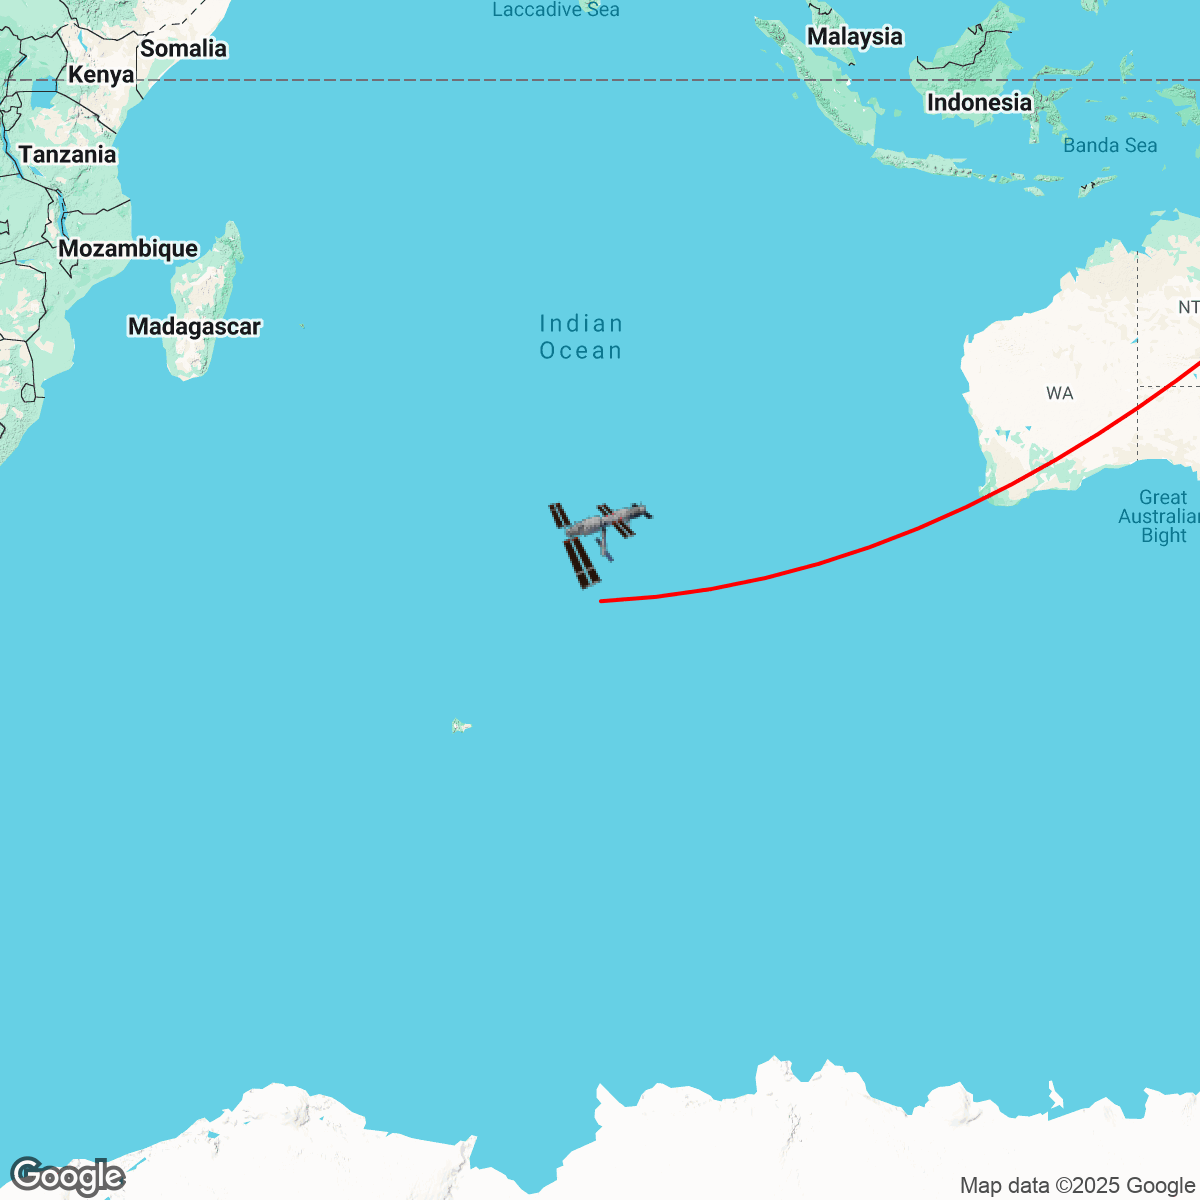 Laccadive Sea
Somalia
Malaysia
Kenya
Indonesia
Banda Sea
Tanzania
Mozambique
NT
Madagascar
Indian
Ocean
WA
Great
Australian
Bight
Google
Map data ©2025 Google